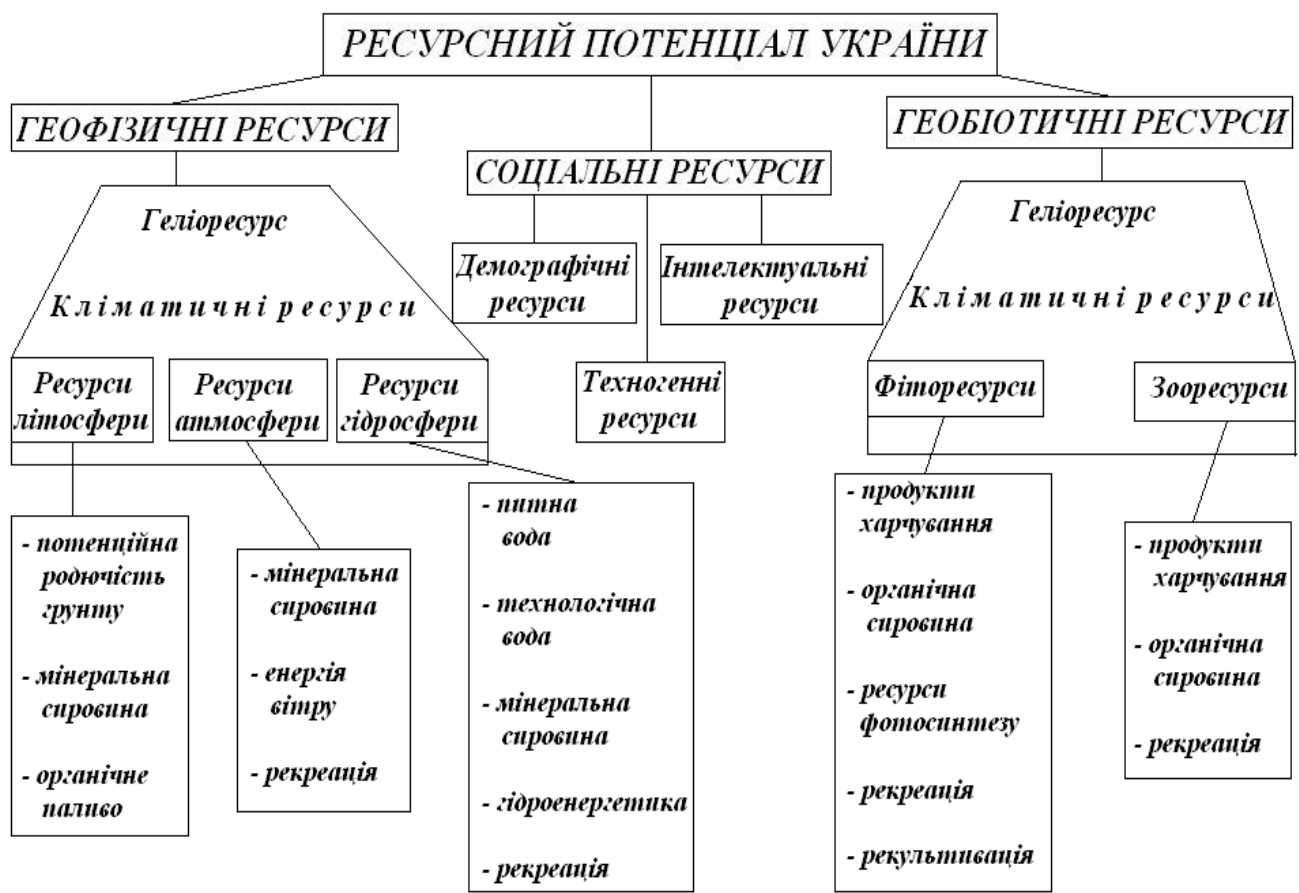 РЕСУРСНИЙ ПОТЕНЦІАЛ УКРАЇНИ
ГЕОФІЗИЧНІ РЕСУРСИ
СОЦІАЛЬНІ РЕСУРСИ
ГЕОБІОТИЧНІ РЕСУРСИ
Геліоресурс
Кліматичні ресурси
Ресурси
літосфери
Ресурси
атмосфери
Ресурси
гідросфери
- потенційна
родючість
грунту
- мінеральна
сировина
- органічне
паливо
- мінеральна
сировина
- енергія
вітру
- рекреація
- питна
вода
- технологічна
вода
- мінеральна
сировина
- гідроенергетика
- рекреація
Демографічні
ресурси
Інтелектуальні
ресурси
Техногенні
ресурси
Геліоресурс
Кліматичні ресурси
Фіторесурси
Зооресурси
- продукти
харчування
- органічна
сировина
- ресурси
фотосинтезу
- рекреація
- рекультивація
- продукти
харчування
- органічна
сировина
- рекреація